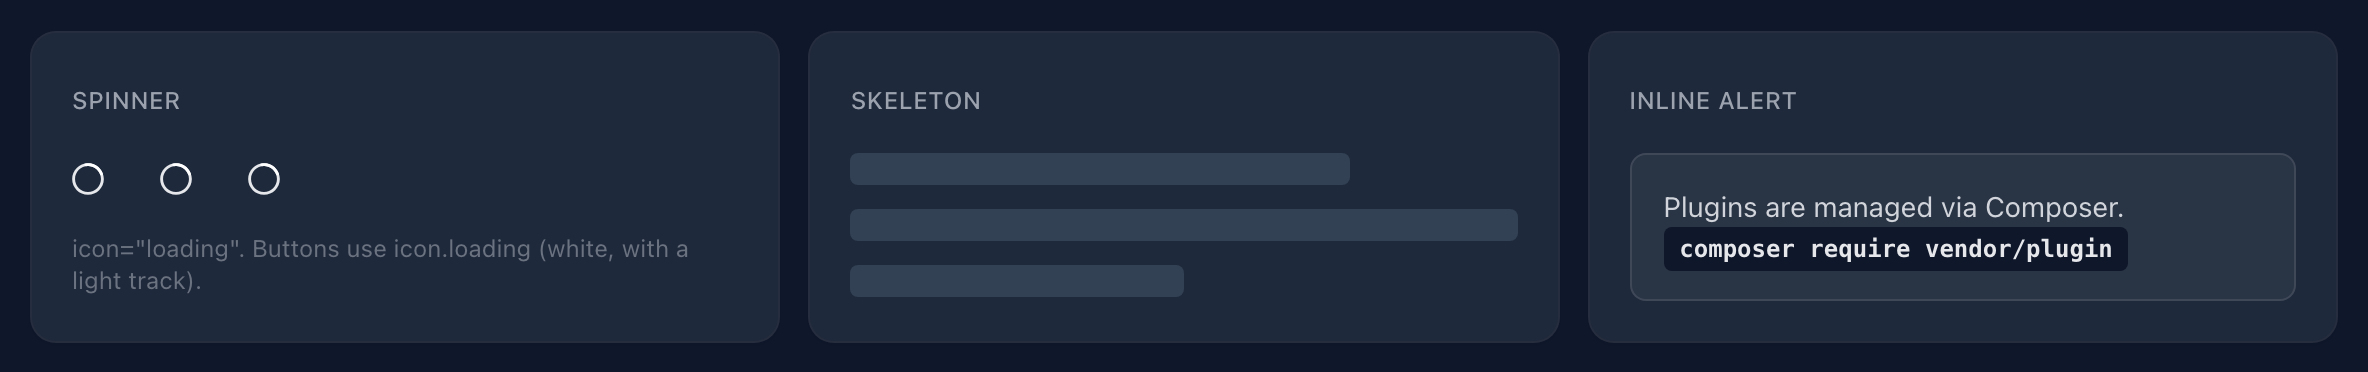 SPINNER
icon="loading". Buttons use icon.loading (white, with a
light track).
SKELETON
INLINE ALERT
Plugins are managed via Composer.
composer require vendor/plugin